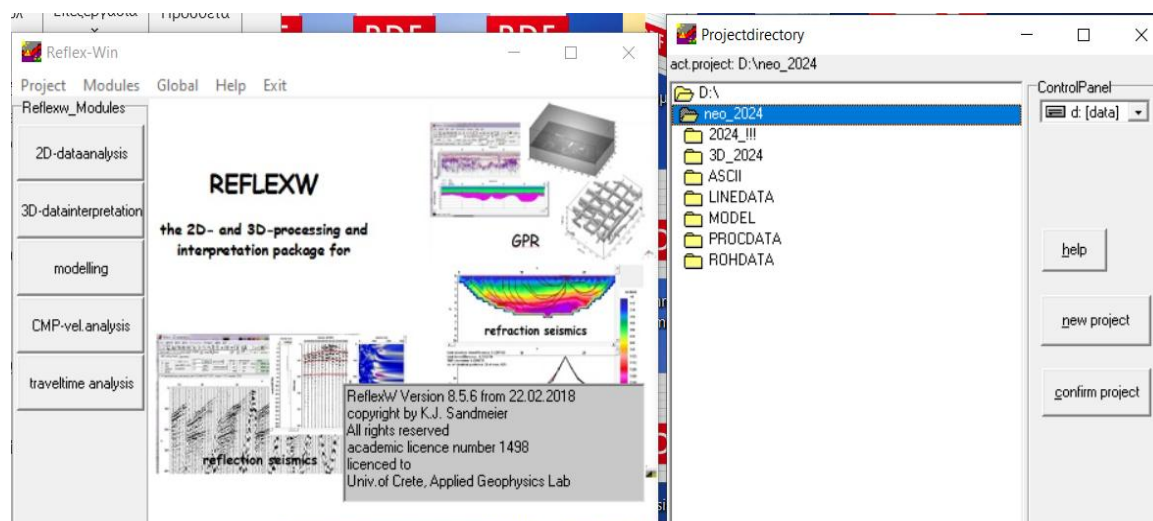 Επεξεργασία
Πρόσθετα
PDF
PDF
Reflex-Win
Project Modules Global Help Exit
Reflexw_Modules
2D-dataanalysis
3D-datainterpretation
modelling
CMP-vel.analysis
traveltime analysis
REFLEXW
the 2D- and 3D-processing and
interpretation package for
GPR
refraction seismics
reflection seismics
ReflexW Version 8.5.6 from 22.02.2018
copyright by K.J. Sandmeier
All rights reserved
academic licence number 1498
licenced to
Univ.of Crete, Applied Geophysics Lab
Projectdirectory
act.project: D:\neo_2024
D:\
neo_2024
2024_!!!
3D_2024
ASCII
LINEDATA
MODEL
PROCDATA
ROHDATA
ControlPanel
d: [data]
help
new project
confirm project